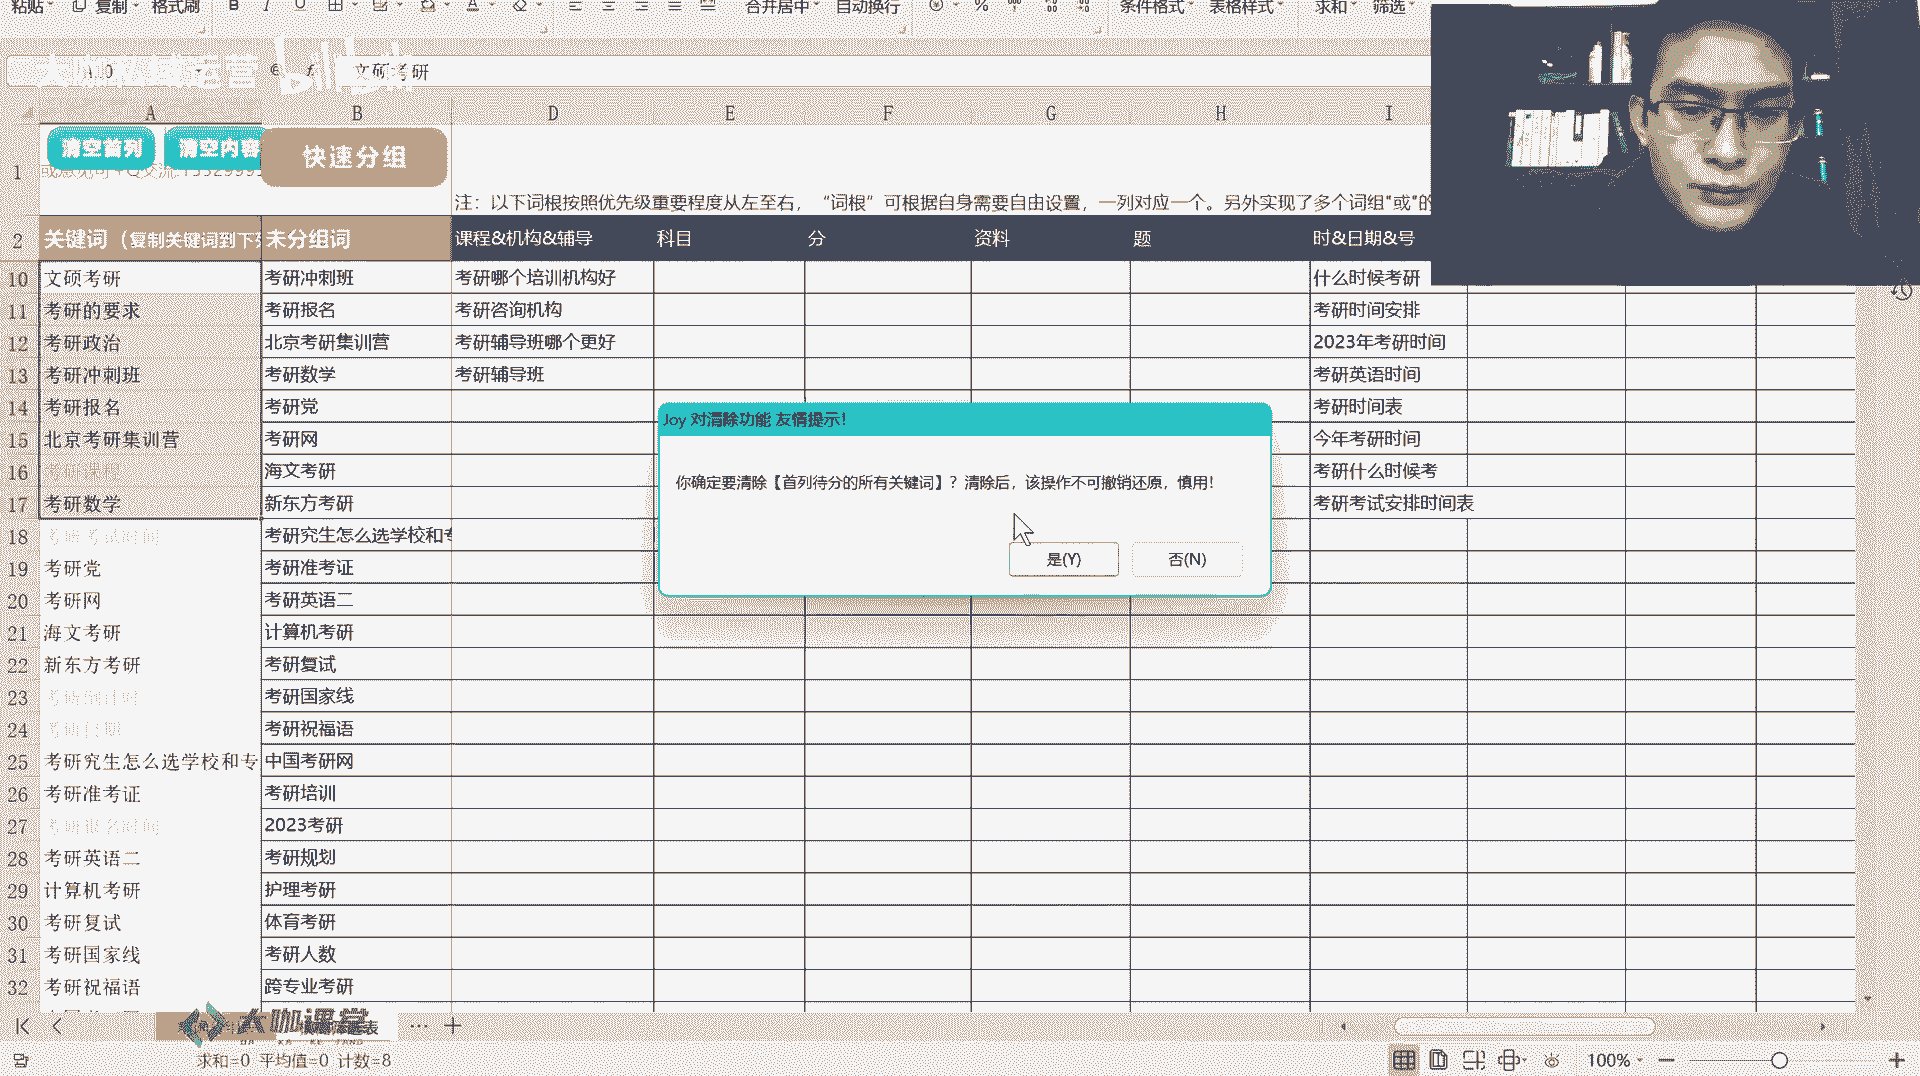 粘贴 复制 格式刷 B I U 合并居中 自动换行 % 条件格式 表格样式 求和 筛选
文硕考研
A B D E F G H I
清空首列 清空内容 快速分组
1 注：以下词根按照优先级重要程度从左至右，“词根”可根据自身需要自由设置，一列对应一个。另外实现了多个词组“或”的
2 关键词（复制关键词到下 未分组词 课程&机构&辅导 科目 分 资料 题 时&日期&号
10 文硕考研 考研冲刺班 考研哪个培训机构好 什么时候考研
11 考研的要求 考研报名 考研咨询机构 考研时间安排
12 考研政治 北京考研集训营 考研辅导班哪个更好 2023年考研时间
13 考研冲刺班 考研数学 考研辅导班 考研英语时间
14 考研报名 考研党 考研时间表
15 北京考研集训营 考研网 今年考研时间
16 考研课程 海文考研 考研什么时候考
17 考研数学 新东方考研 考研考试安排时间表
18 考研考试时间 考研究生怎么选学校和专
19 考研党 考研准考证
20 考研网 考研英语二
21 海文考研 计算机考研
22 新东方考研 考研复试
23 考研国家线
24 考研日期 考研祝福语
25 考研究生怎么选学校和专 中国考研网
26 考研准考证 考研培训
27 考研报名时间 2023考研
28 考研英语二 考研规划
29 计算机考研 护理考研
30 考研复试 体育考研
31 考研国家线 考研人数
32 考研祝福语 跨专业考研
Joy 对清除功能 友情提示！
你确定要清除【首列待分的所有关键词】？清除后，该操作不可撤销还原，慎用！
是(Y) 否(N)
大咖课堂
求和=0 平均值=0 计数=8
100%